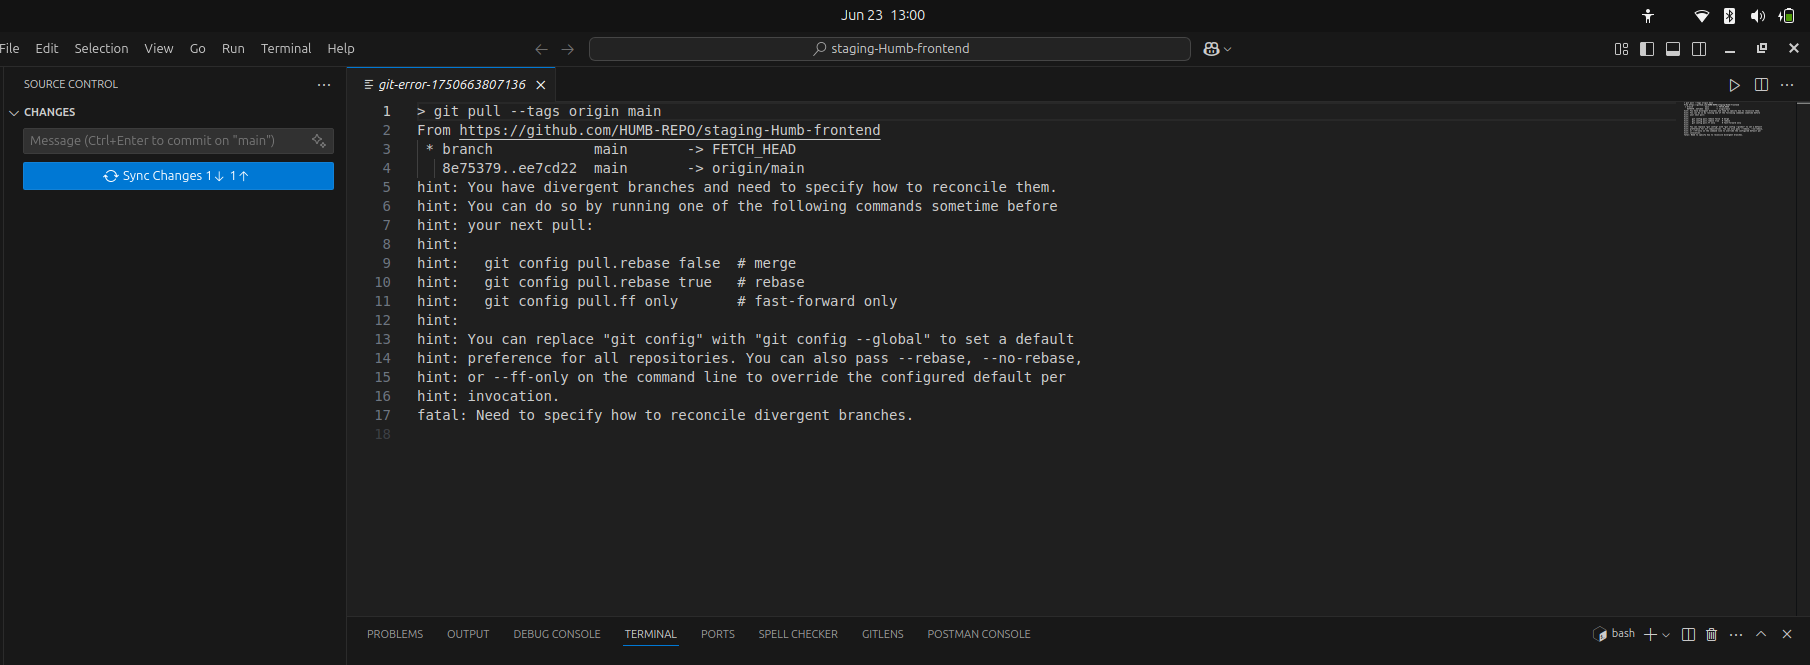 Jun 23 13:00
File Edit Selection View Go Run Terminal Help
staging-Humb-frontend
SOURCE CONTROL
CHANGES
Message (Ctrl+Enter to commit on "main")
Sync Changes 1↓ 1↑
git-error-1750663807136
1 > git pull --tags origin main
2 From https://github.com/HUMB-REPO/staging-Humb-frontend
3  * branch            main       -> FETCH_HEAD
4    8e75379..ee7cd22  main       -> origin/main
5 hint: You have divergent branches and need to specify how to reconcile them.
6 hint: You can do so by running one of the following commands sometime before
7 hint: your next pull:
8 hint:
9 hint:   git config pull.rebase false  # merge
10 hint:   git config pull.rebase true   # rebase
11 hint:   git config pull.ff only       # fast-forward only
12 hint:
13 hint: You can replace "git config" with "git config --global" to set a default
14 hint: preference for all repositories. You can also pass --rebase, --no-rebase,
15 hint: or --ff-only on the command line to override the configured default per
16 hint: invocation.
17 fatal: Need to specify how to reconcile divergent branches.
18
PROBLEMS OUTPUT DEBUG CONSOLE TERMINAL PORTS SPELL CHECKER GITLENS POSTMAN CONSOLE
bash